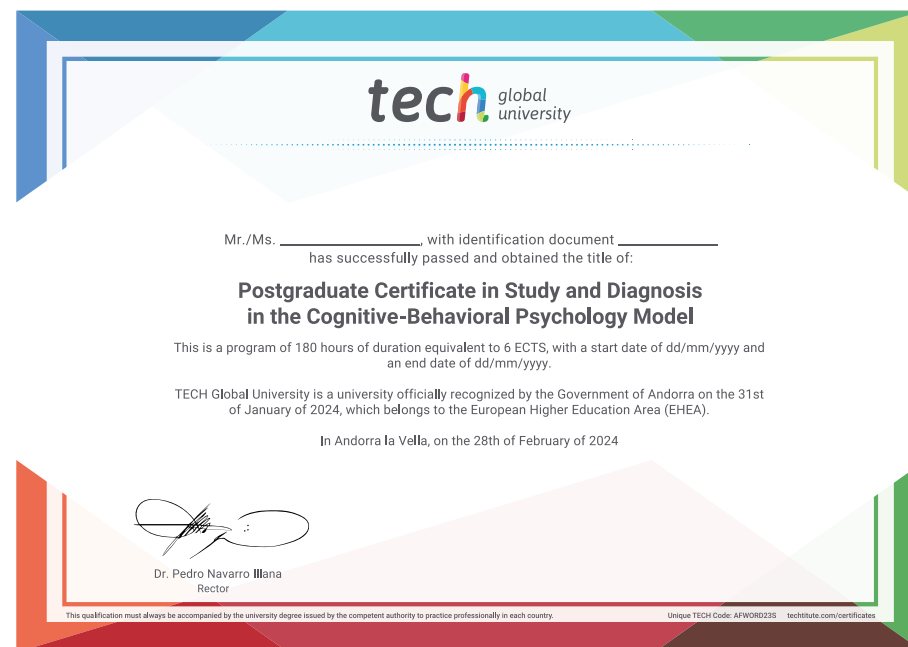 tech global university
Mr./Ms. ____________________, with identification document ______________
has successfully passed and obtained the title of:
Postgraduate Certificate in Study and Diagnosis
in the Cognitive-Behavioral Psychology Model
This is a program of 180 hours of duration equivalent to 6 ECTS, with a start date of dd/mm/yyyy and
an end date of dd/mm/yyyy.
TECH Global University is a university officially recognized by the Government of Andorra on the 31st
of January of 2024, which belongs to the European Higher Education Area (EHEA).
In Andorra la Vella, on the 28th of February of 2024
Dr. Pedro Navarro Illana
Rector
This qualification must always be accompanied by the university degree issued by the competent authority to practice professionally in each country. Unique TECH Code: AFWORD23S techtitute.com/certificates